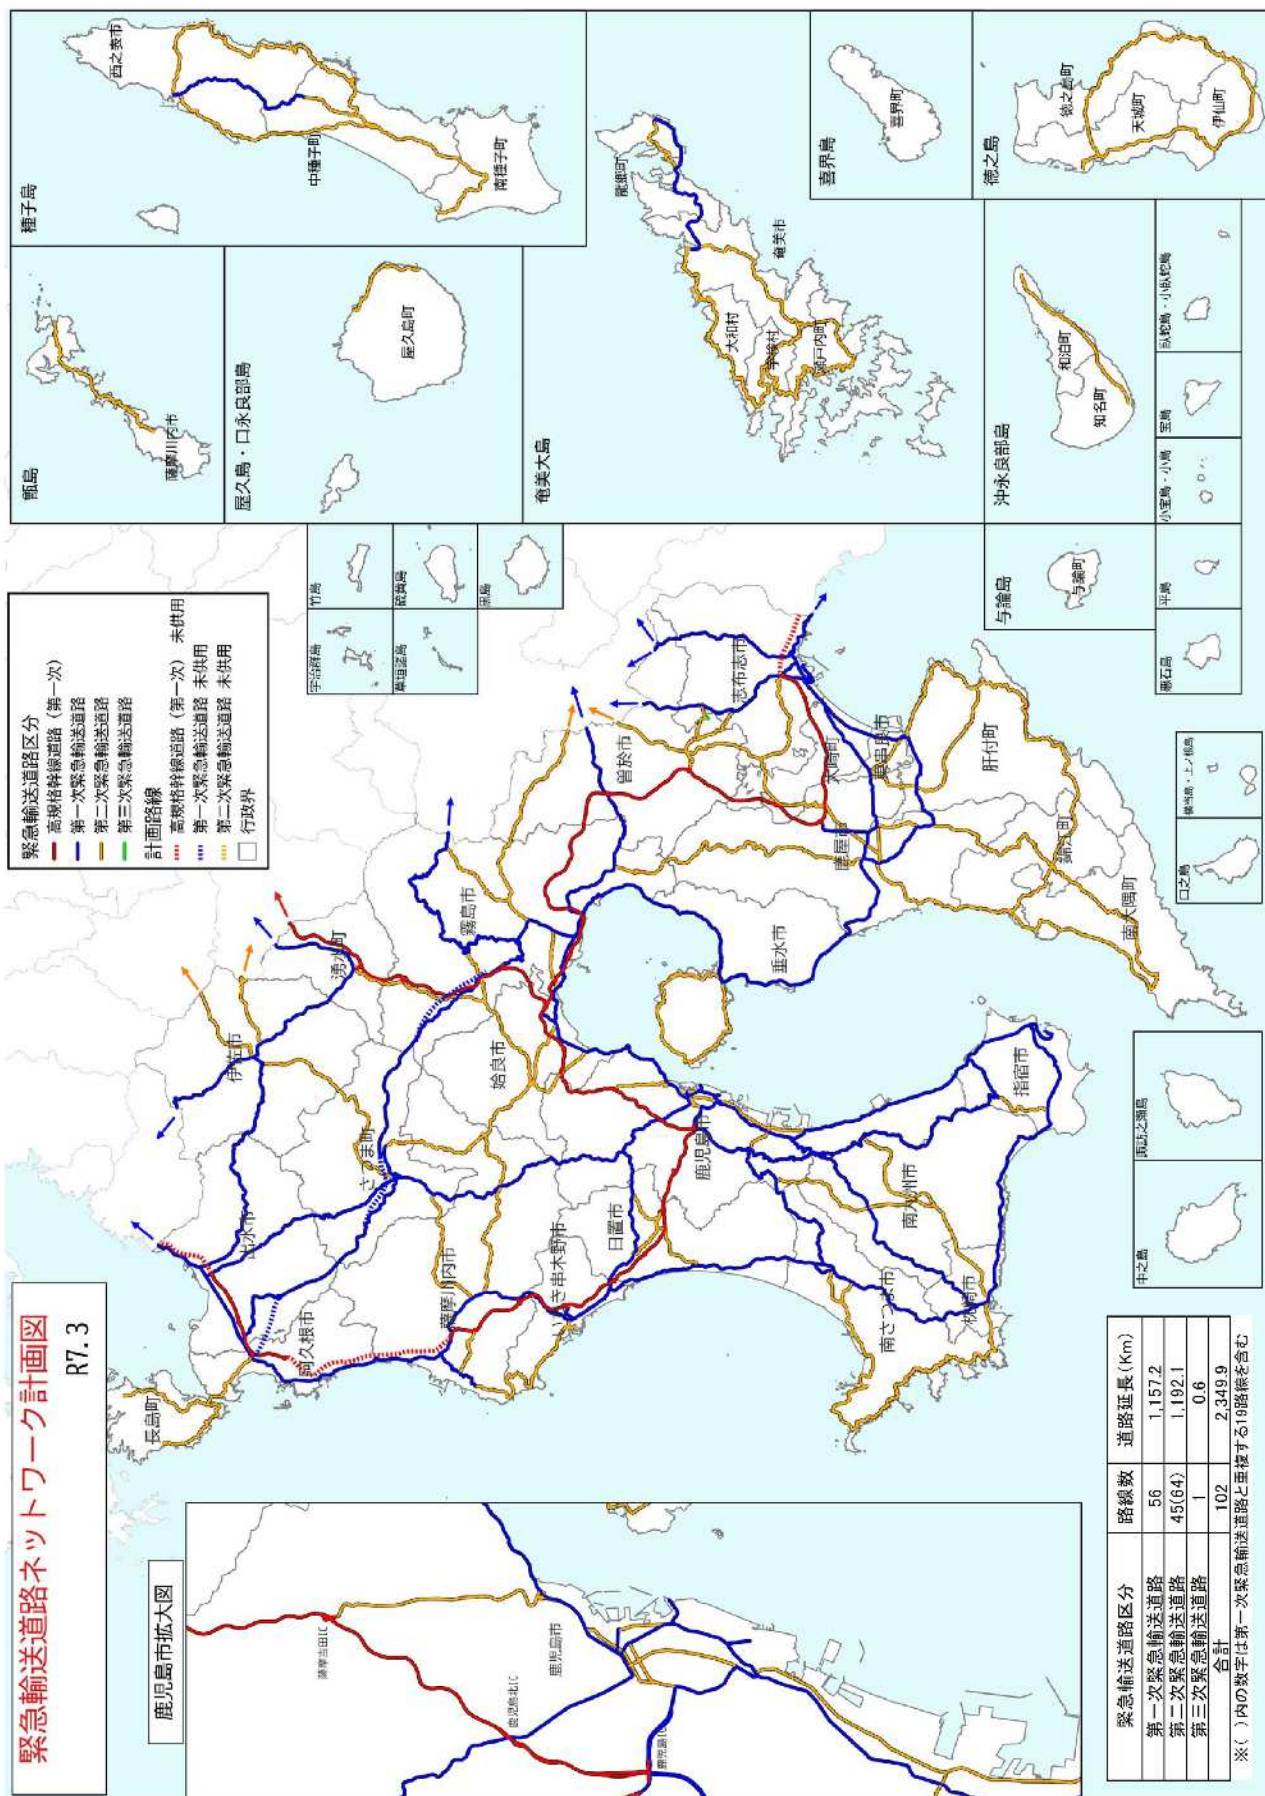 緊急輸送道路ネットワーク計画図
R7.3
緊急輸送道路区分
高規格幹線道路（第一次）
第一次緊急輸送道路
第二次緊急輸送道路
第三次緊急輸送道路
計画路線
高規格幹線道路（第一次） 未供用
第一次緊急輸送道路 未供用
第二次緊急輸送道路 未供用
行政界
甑島
薩摩川内市
種子島
西之表市
中種子町
南種子町
屋久島・口永良部島
屋久島町
奄美大島
龍郷町
奄美市
大和村
宇検村
瀬戸内町
喜界島
喜界町
徳之島
徳之島町
天城町
伊仙町
沖永良部島
和泊町
知名町
与論島
与論町
宇治群島
竹島
草垣群島
硫黄島
黒島
臥蛇島・小臥蛇島
宝島
小宝島・小島
平島
悪石島
口之島
中之島
諏訪之瀬島
長島町
出水市
阿久根市
伊佐市
さつま町
湧水町
霧島市
姶良市
薩摩川内市
いちき串木野市
日置市
鹿児島市
南さつま市
枕崎市
南九州市
指宿市
垂水市
曽於市
志布志市
大崎町
東串良町
鹿屋市
肝付町
錦江町
南大隅町
鹿児島市拡大図
薩摩吉田IC
鹿児島北IC
鹿児島IC
鹿児島市
緊急輸送道路区分 路線数 道路延長(Km)
第一次緊急輸送道路 56 1,157.2
第二次緊急輸送道路 45(64) 1,192.1
第三次緊急輸送道路 1 0.6
合計 102 2,349.9
※( )内の数字は第一次緊急輸送道路と重複する19路線を含む